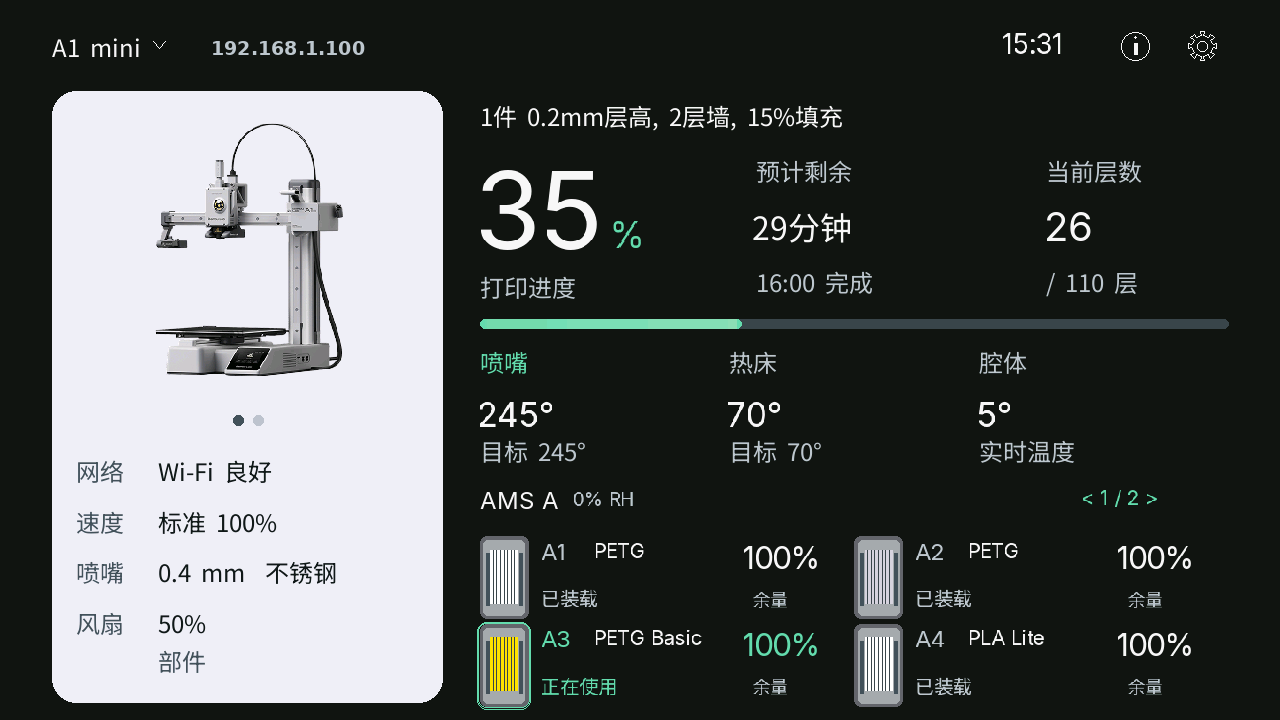 A1 mini
192.168.1.100
15:31
1件 0.2mm层高, 2层墙, 15%填充
35 %
打印进度
预计剩余
29分钟
16:00 完成
当前层数
26
/ 110 层
喷嘴
245°
目标 245°
热床
70°
目标 70°
腔体
5°
实时温度
网络 Wi-Fi 良好
速度 标准 100%
喷嘴 0.4 mm 不锈钢
风扇 50%
部件
AMS A 0% RH
< 1 / 2 >
A1 PETG 100%
已装载 余量
A2 PETG 100%
已装载 余量
A3 PETG Basic 100%
正在使用 余量
A4 PLA Lite 100%
已装载 余量